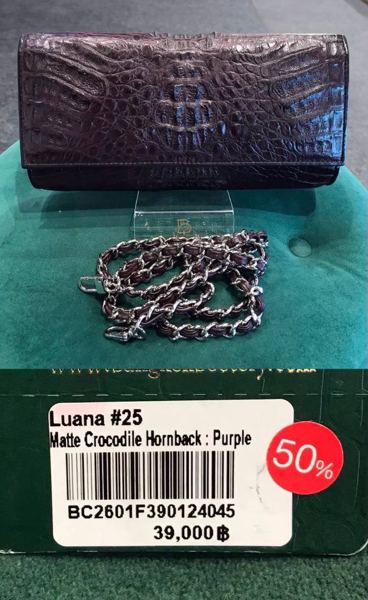 Luana #25
Matte Crocodile Hornback : Purple
50%
BC2601F390124045
39,000฿